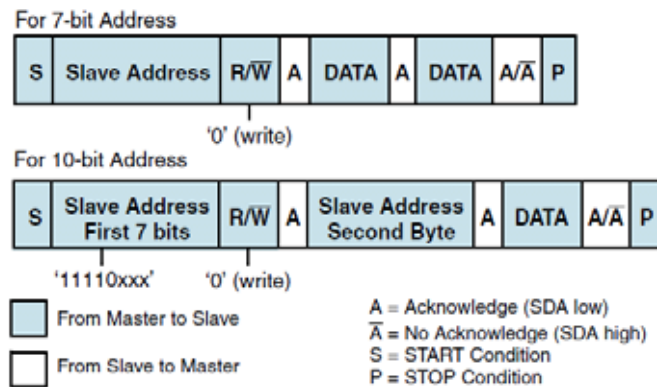 For 7-bit Address
S Slave Address R/W̅ A DATA A DATA A/A̅ P
'0' (write)
For 10-bit Address
S Slave Address First 7 bits R/W̅ A Slave Address Second Byte A DATA A/A̅ P
'11110xxx' '0' (write)
From Master to Slave
From Slave to Master
A = Acknowledge (SDA low)
A̅ = No Acknowledge (SDA high)
S = START Condition
P = STOP Condition